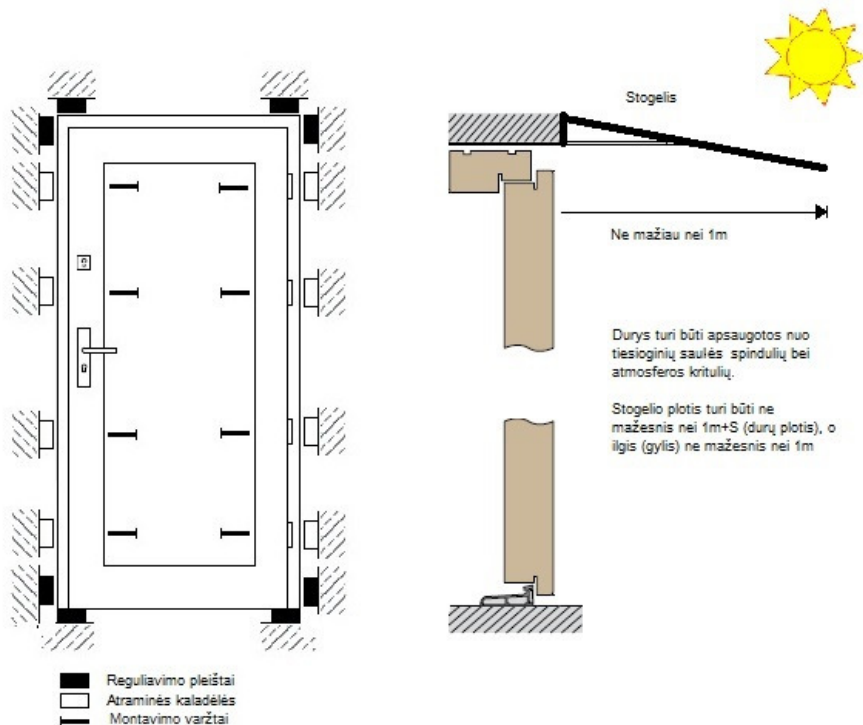 Stogelis
Ne mažiau nei 1m
Durys turi būti apsaugotos nuo
tiesioginių saulės spindulių bei
atmosferos kritulių.
Stogelio plotis turi būti ne
mažesnis nei 1m+S (durų plotis), o
ilgis (gylis) ne mažesnis nei 1m
Reguliavimo pleištai
Atraminės kaladėlės
Montavimo varžtai